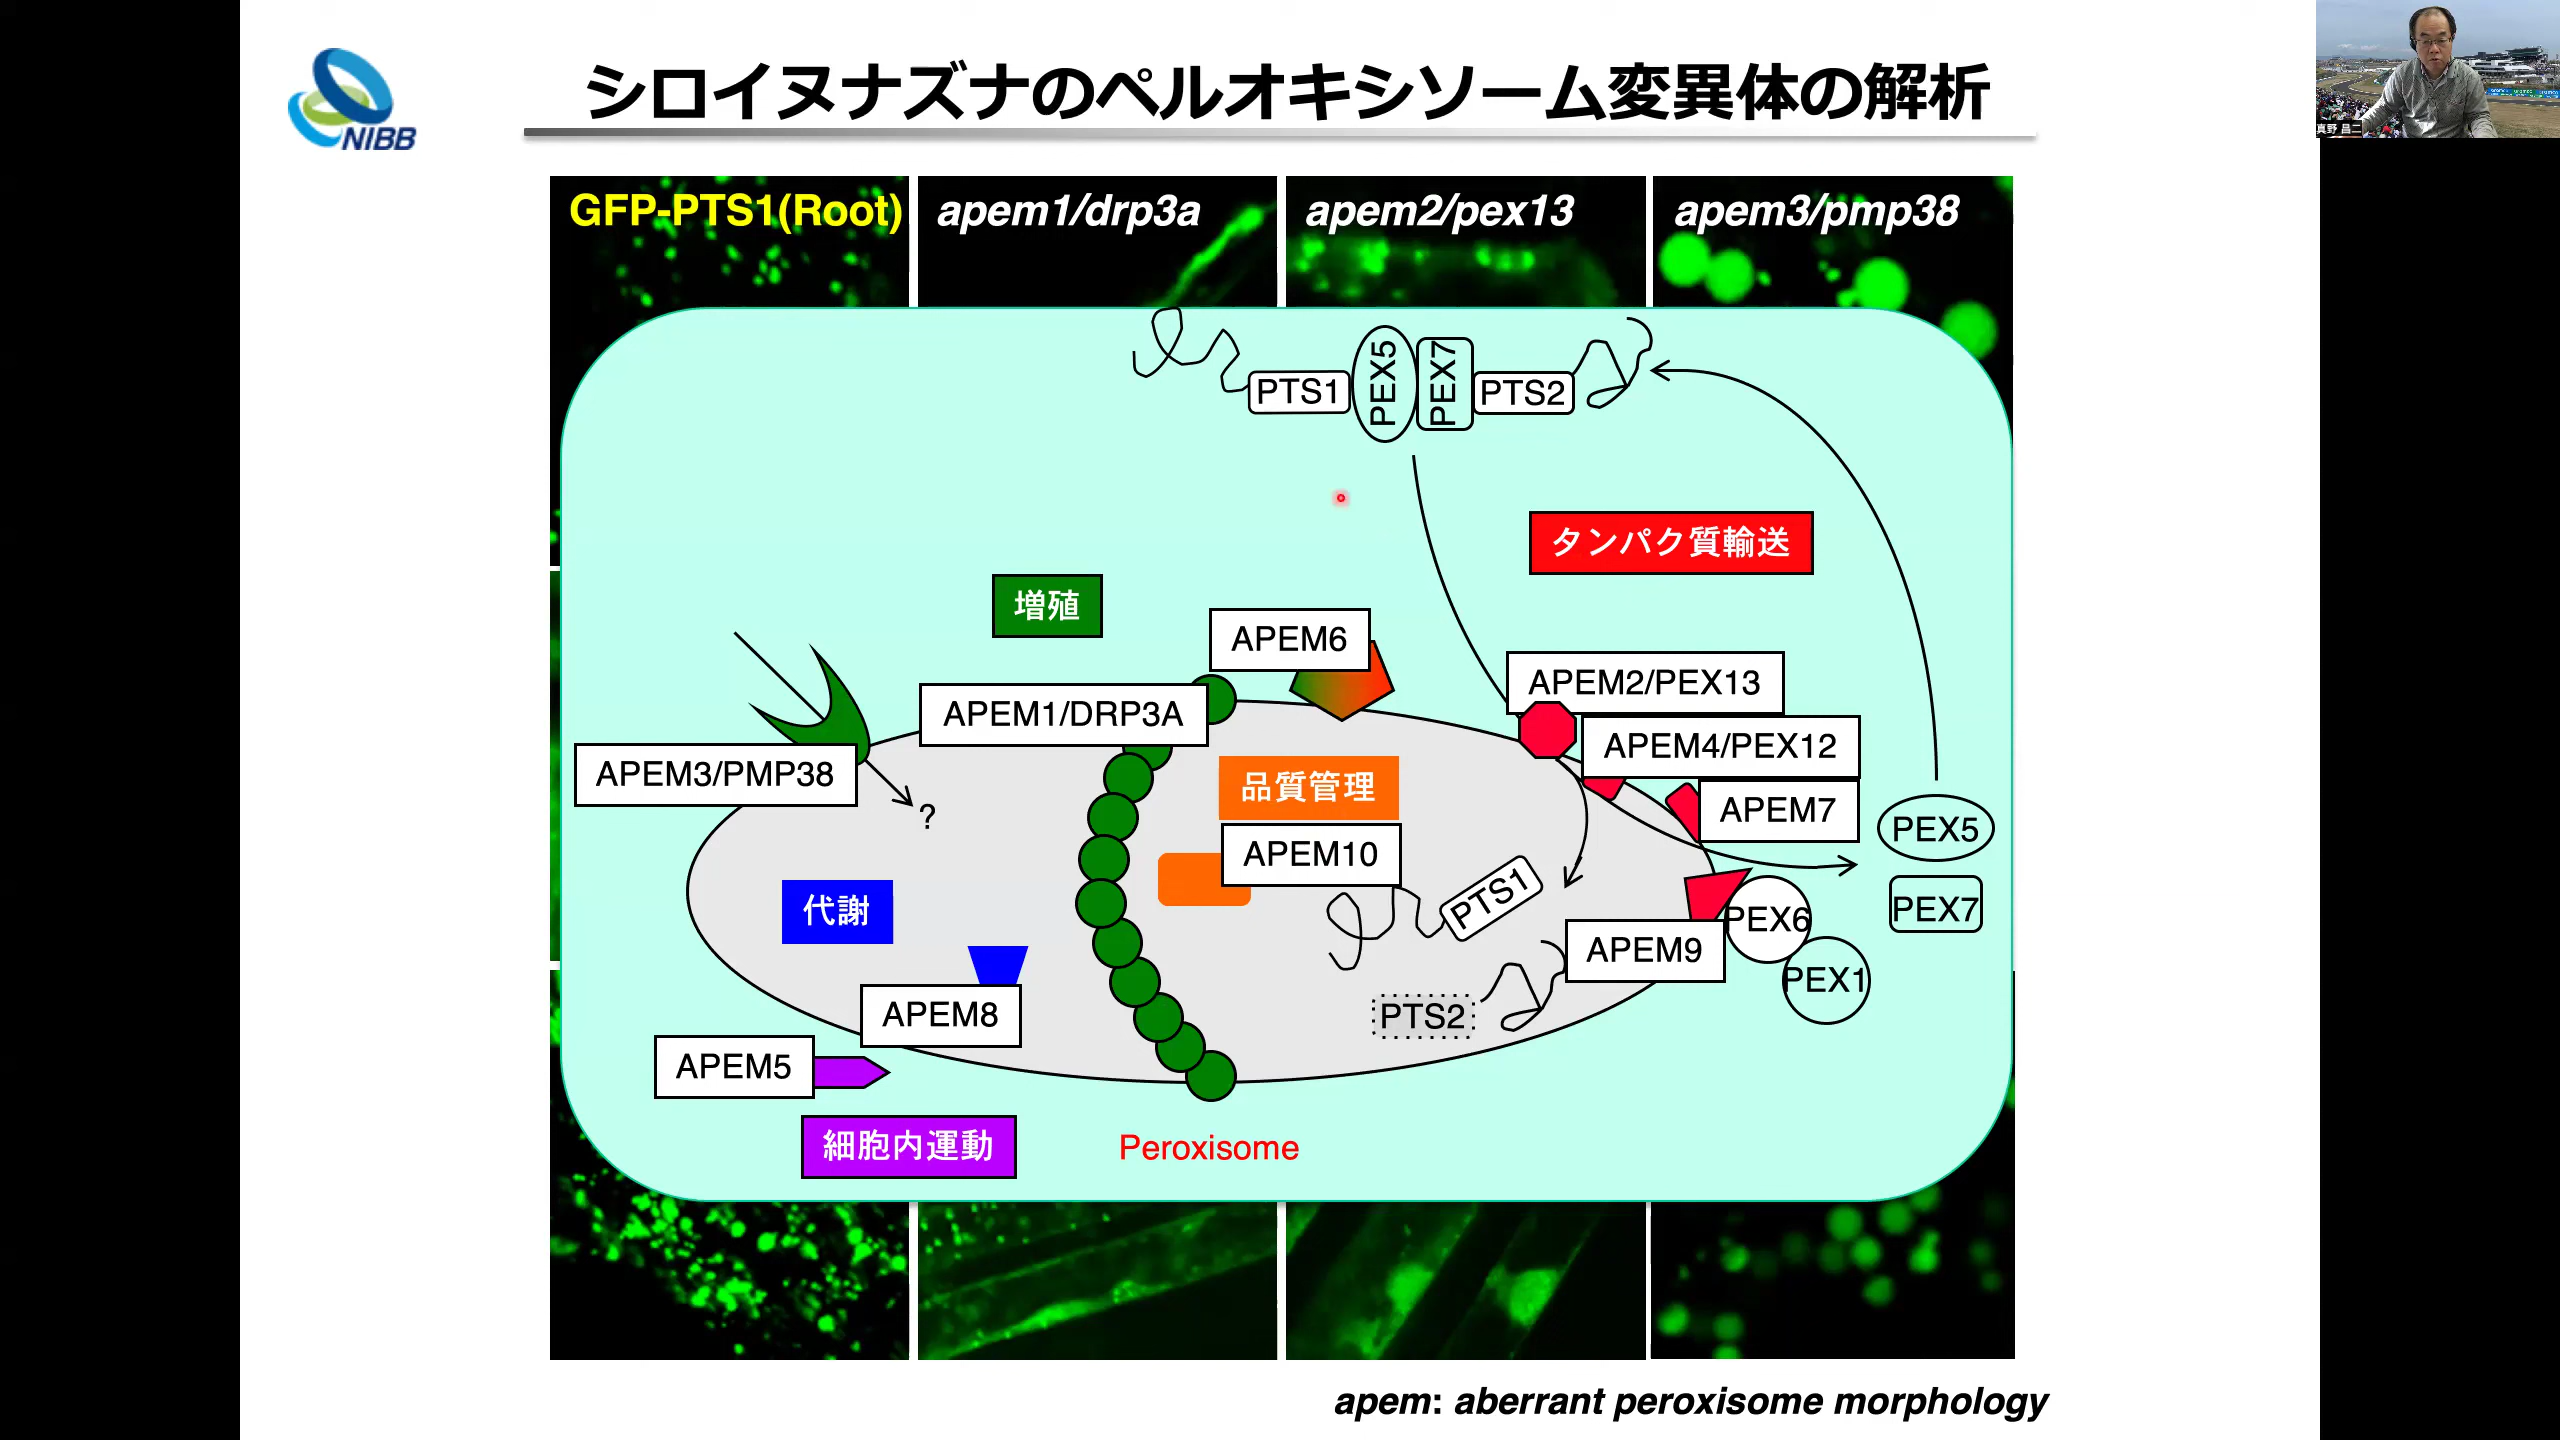 NIBB
シロイヌナズナのペルオキシソーム変異体の解析
真野 昌二
GFP-PTS1(Root)
apem1/drp3a
apem2/pex13
apem3/pmp38
PTS1
PEX5
PEX7
PTS2
タンパク質輸送
増殖
APEM6
APEM2/PEX13
APEM1/DRP3A
APEM4/PEX12
APEM3/PMP38
?
品質管理
APEM7
PEX5
APEM10
代謝
PTS1
PEX7
PEX6
APEM9
PEX1
APEM8
PTS2
APEM5
細胞内運動
Peroxisome
apem: aberrant peroxisome morphology